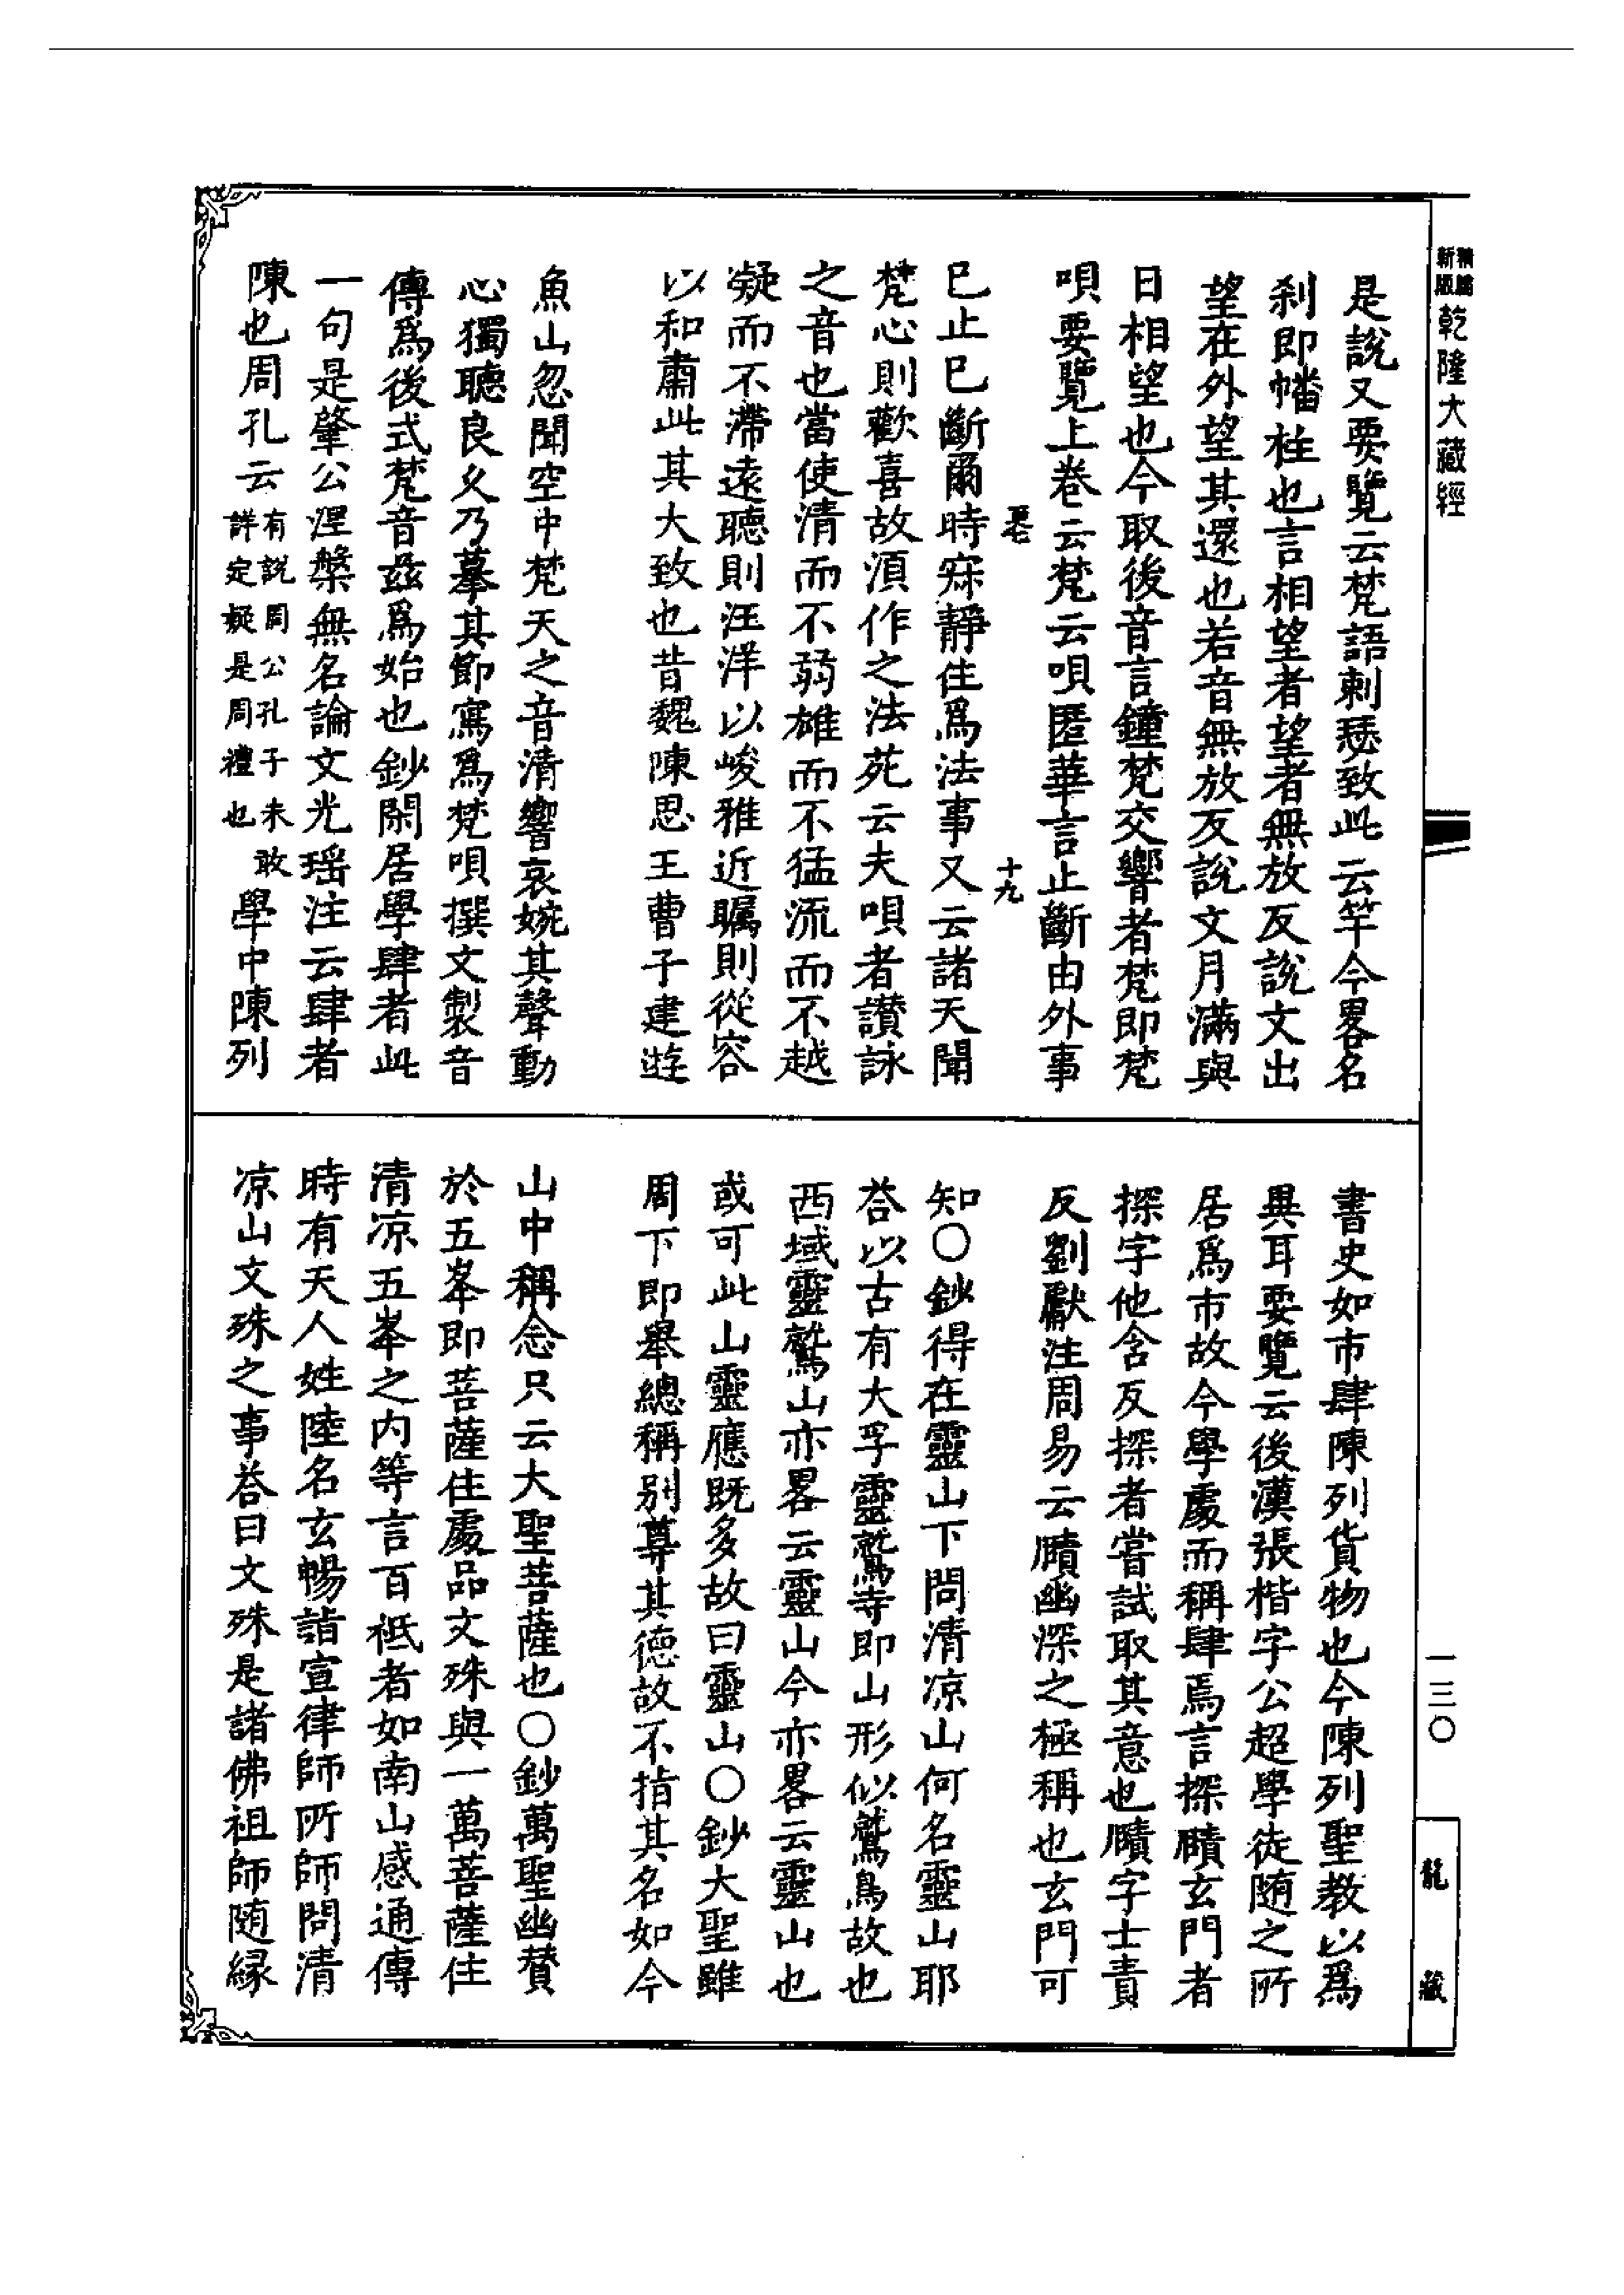 新版
精編
乾隆大藏經
是說又要覽云梵語剌瑟致此云竿今畧名
刹即幡柱也言相望者望者無放反說文出
望在外望其還也若音無放反說文月滿與
日相望也今取後音言鐘梵交響者梵即梵
唄要覽上卷云梵云唄匿華言止斷由外事
十九
已止已斷爾時寂靜住爲法事又云諸天聞
梵心則歡喜故須作之法苑云夫唄者讚詠
之音也當使清而不弱雄而不猛流而不越
凝而不滯遠聽則汪洋以峻雅近矚則從容
以和肅此其大致也昔魏陳思王曹子建遊
魚山忽聞空中梵天之音清響哀婉其聲動
心獨聽良久乃摹其節寫爲梵唄撰文製音
傳爲後式梵音茲爲始也鈔閑居學肆者此
一句是肇公涅槃無名論文光瑶注云肆者
陳也周孔云有說周公孔子未敢詳定疑是周禮也學中陳列
書史如市肆陳列貨物也今陳列聖教以爲
異耳要覽云後漢張楷字公超學徒随之所
居爲市故今學處而稱肆焉言探賾玄門者
探字他含反探者嘗試取其意也賾字士責
反劉瓛注周易云賾幽深之極稱也玄門可
知〇鈔得在靈山下問清凉山何名靈山耶
荅以古有大孚靈鷲寺即山形似鷲鳥故也
西域靈鷲山亦畧云靈山今亦畧云靈山也
或可此山靈應既多故曰靈山〇鈔大聖雖
周下即舉總稱別尊其德故不指其名如今
山中稱念只云大聖菩薩也〇鈔萬聖幽贊
於五峯即菩薩住處品文殊與一萬菩薩住
清凉五峯之内等言百祇者如南山感通傳
時有天人姓陸名玄暢詣宣律師所師問清
凉山文殊之事荅曰文殊是諸佛祖師随縁
一三〇
龍藏